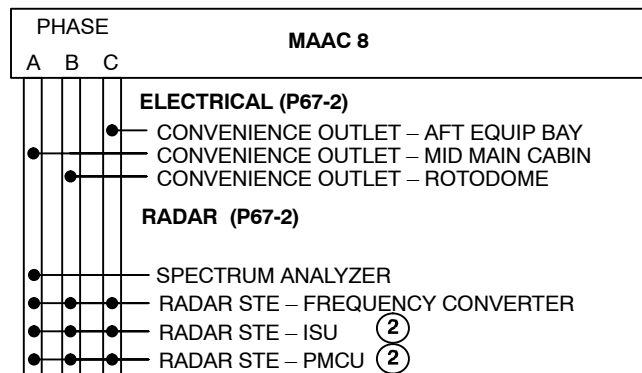 PHASE
MAAC 8
A B C
ELECTRICAL (P67-2)
CONVENIENCE OUTLET – AFT EQUIP BAY
CONVENIENCE OUTLET – MID MAIN CABIN
CONVENIENCE OUTLET – ROTODOME
RADAR (P67-2)
SPECTRUM ANALYZER
RADAR STE – FREQUENCY CONVERTER
RADAR STE – ISU 2
RADAR STE – PMCU 2